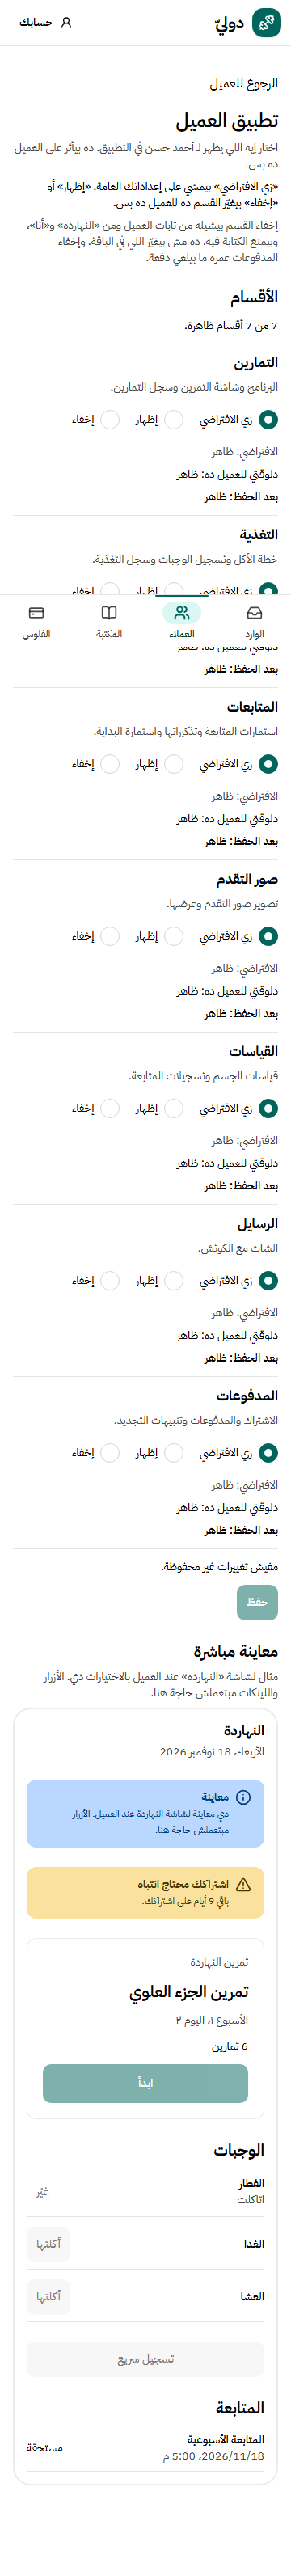 دوليّ
حسابك
الرجوع للعميل
تطبيق العميل
اختار إيه اللي يظهر لـ أحمد حسن في التطبيق. ده بيأثر على العميل
ده بس.
«زي الافتراضي» بيمشي على إعداداتك العامة. «إظهار» أو
«إخفاء» بيغيّر القسم ده للعميل ده بس.
إخفاء القسم بيشيله من تابات العميل ومن «النهارده» و«أنا»،
وبيمنع الكتابة فيه. ده مش بيغيّر اللي في الباقة، وإخفاء
المدفوعات عمره ما بيلغي دفعة.
الأقسام
7 من 7 أقسام ظاهرة.
التمارين
البرنامج وشاشة التمرين وسجل التمارين.
زي الافتراضي
إظهار
إخفاء
الافتراضي: ظاهر
دلوقتي للعميل ده: ظاهر
بعد الحفظ: ظاهر
التغذية
خطة الأكل وتسجيل الوجبات وسجل التغذية.
زي الافتراضي
إظهار
إخفاء
الوارد
العملاء
المكتبة
الفلوس
دلوقتي للعميل ده: ظاهر
بعد الحفظ: ظاهر
المتابعات
استمارات المتابعة وتذكيراتها واستمارة البداية.
زي الافتراضي
إظهار
إخفاء
الافتراضي: ظاهر
دلوقتي للعميل ده: ظاهر
بعد الحفظ: ظاهر
صور التقدم
تصوير صور التقدم وعرضها.
زي الافتراضي
إظهار
إخفاء
الافتراضي: ظاهر
دلوقتي للعميل ده: ظاهر
بعد الحفظ: ظاهر
القياسات
قياسات الجسم وتسجيلات المتابعة.
زي الافتراضي
إظهار
إخفاء
الافتراضي: ظاهر
دلوقتي للعميل ده: ظاهر
بعد الحفظ: ظاهر
الرسايل
الشات مع الكوتش.
زي الافتراضي
إظهار
إخفاء
الافتراضي: ظاهر
دلوقتي للعميل ده: ظاهر
بعد الحفظ: ظاهر
المدفوعات
الاشتراك والمدفوعات وتنبيهات التجديد.
زي الافتراضي
إظهار
إخفاء
الافتراضي: ظاهر
دلوقتي للعميل ده: ظاهر
بعد الحفظ: ظاهر
مفيش تغييرات غير محفوظة.
حفظ
معاينة مباشرة
مثال لشاشة «النهارده» عند العميل بالاختيارات دي. الأزرار
واللينكات مبتعملش حاجة هنا.
النهاردة
الأربعاء، 18 نوفمبر 2026
معاينة
دي معاينة لشاشة النهاردة عند العميل. الأزرار
مبتعملش حاجة هنا.
اشتراكك محتاج انتباه
باقي 9 أيام على اشتراكك.
تمرين النهاردة
تمرين الجزء العلوي
الأسبوع ١، اليوم ٢
6 تمارين
ابدأ
الوجبات
الفطار
اتاكلت
غيّر
الغدا
أكلتها
العشا
أكلتها
تسجيل سريع
المتابعة
المتابعة الأسبوعية
2026/11/18، 5:00 م
مستحقة